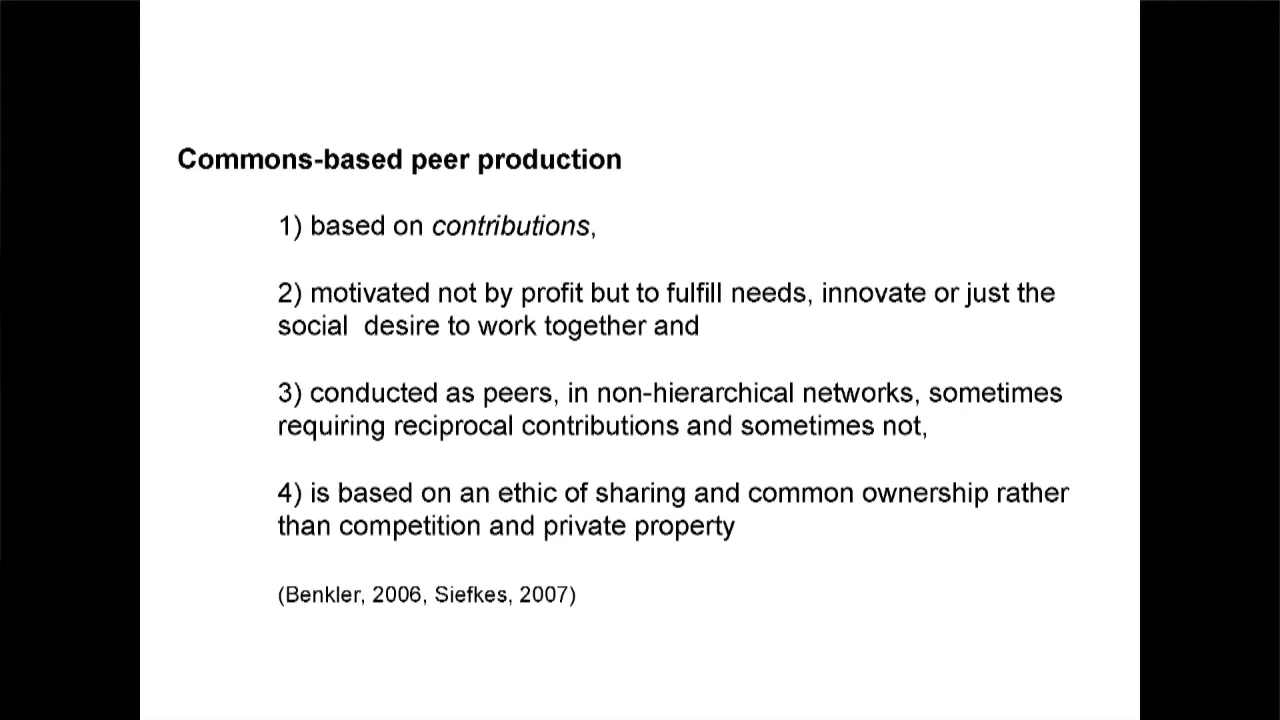 Commons-based peer production
1) based on contributions,
2) motivated not by profit but to fulfill needs, innovate or just the
social  desire to work together and
3) conducted as peers, in non-hierarchical networks, sometimes
requiring reciprocal contributions and sometimes not,
4) is based on an ethic of sharing and common ownership rather
than competition and private property
(Benkler, 2006, Siefkes, 2007)